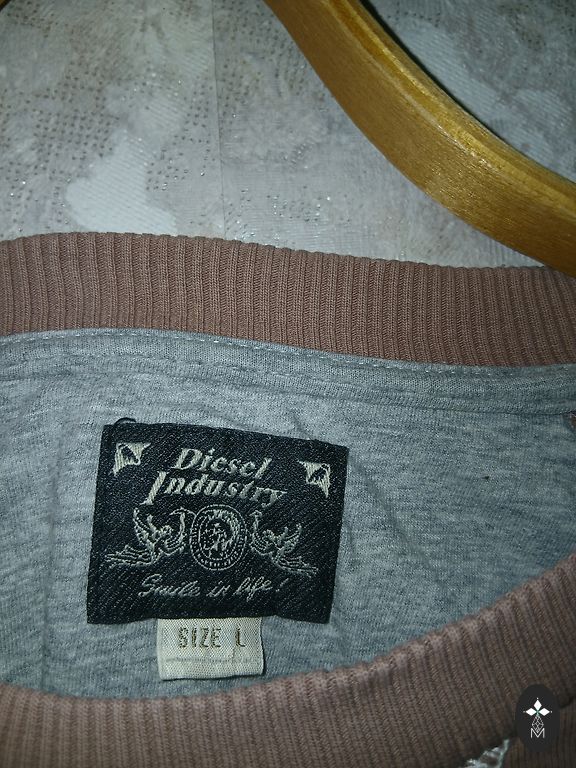 Diesel
Industry
Smile in life!
SIZE L
M